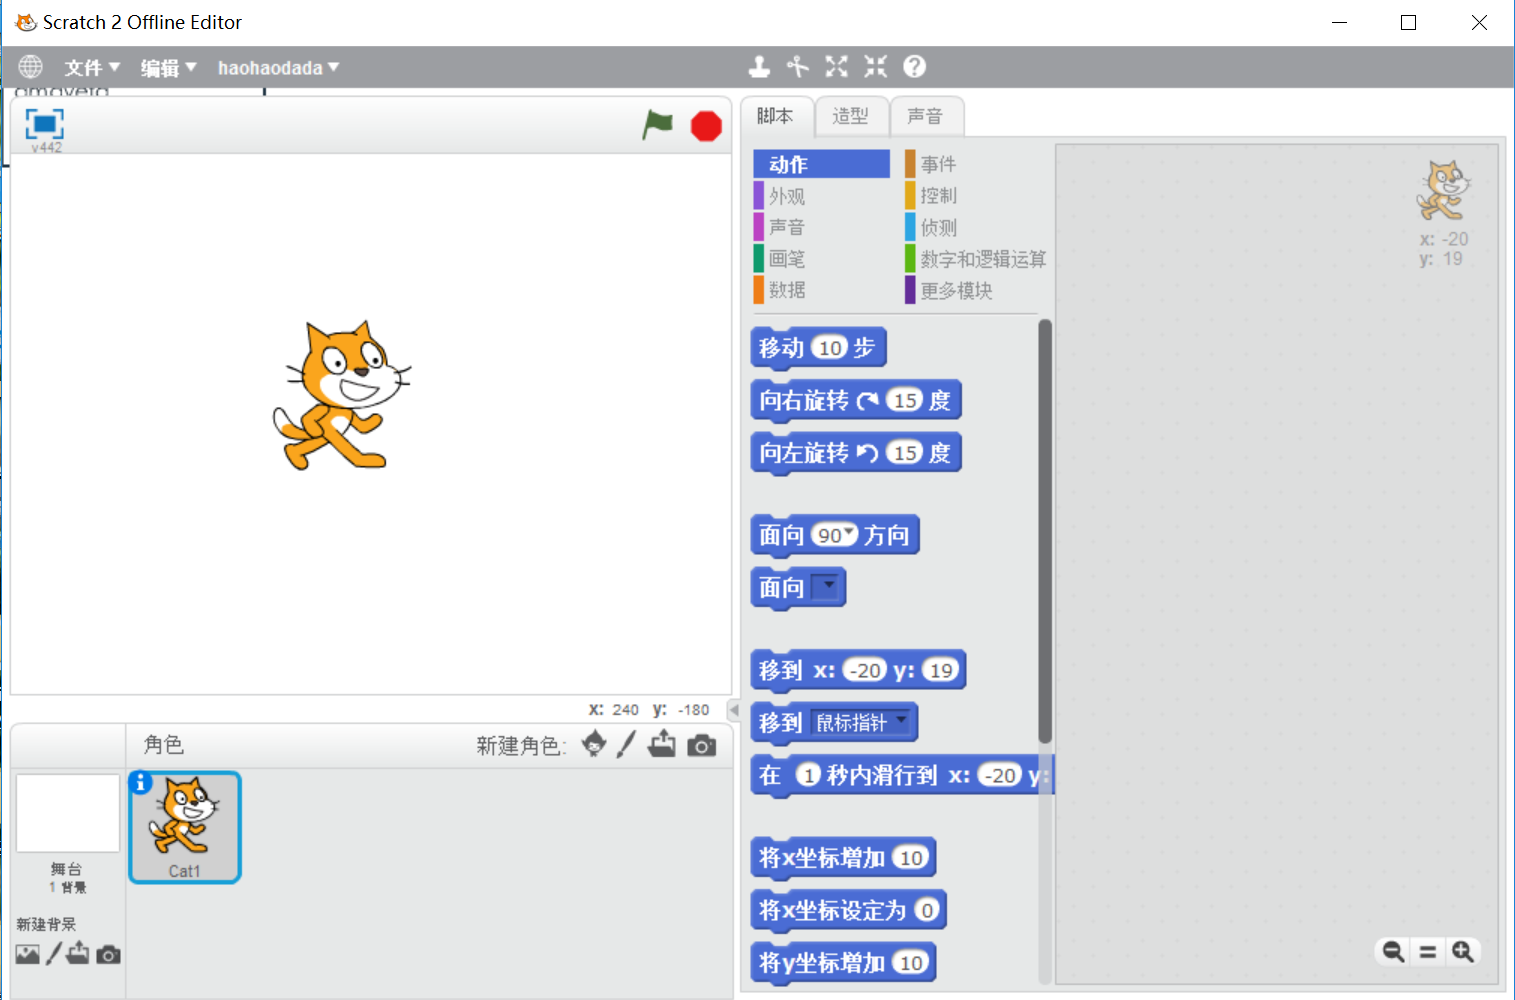 Scratch 2 Offline Editor
文件 编辑 haohaodada
v442
脚本 造型 声音
动作 事件
外观 控制
声音 侦测
画笔 数字和逻辑运算
数据 更多模块
x: -20
y: 19
移动 10 步
向右旋转 15 度
向左旋转 15 度
面向 90 方向
面向
移到 x: -20 y: 19
移到 鼠标指针
在 1 秒内滑行到 x: -20 y:
将x坐标增加 10
将x坐标设定为 0
将y坐标增加 10
x: 240 y: -180
角色 新建角色:
Cat1
舞台
1 背景
新建背景